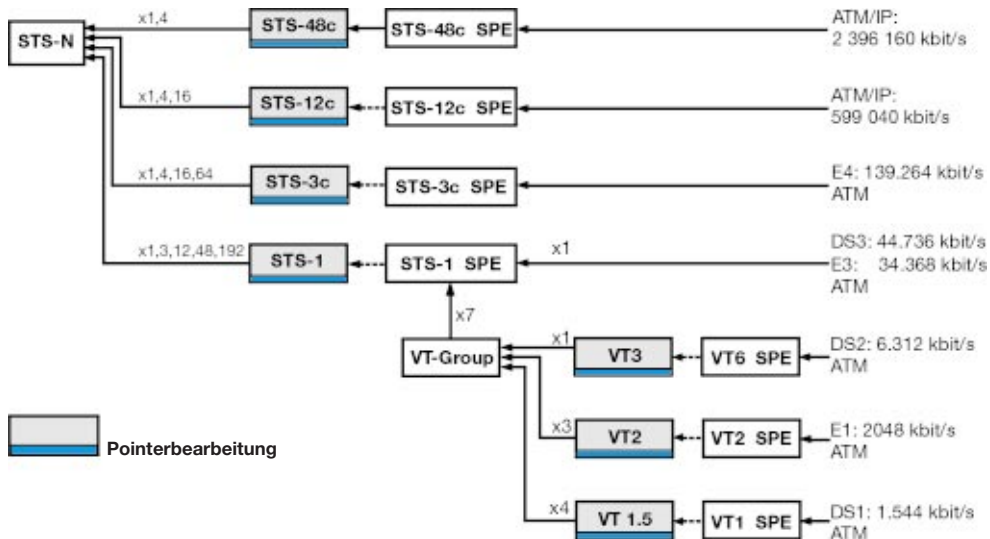 x1,4
STS-48c
STS-48c SPE
ATM/IP:
2 396 160 kbit/s
STS-N
x1,4,16
STS-12c
STS-12c SPE
ATM/IP:
599 040 kbit/s
x1,4,16,64
STS-3c
STS-3c SPE
E4: 139.264 kbit/s
ATM
x1,3,12,48,192
STS-1
STS-1 SPE
x1
DS3: 44.736 kbit/s
E3: 34.368 kbit/s
ATM
x7
VT-Group
x1
VT3
VT6 SPE
DS2: 6.312 kbit/s
ATM
x3
VT2
VT2 SPE
E1: 2048 kbit/s
ATM
Pointerbearbeitung
x4
VT 1.5
VT1 SPE
DS1: 1.544 kbit/s
ATM